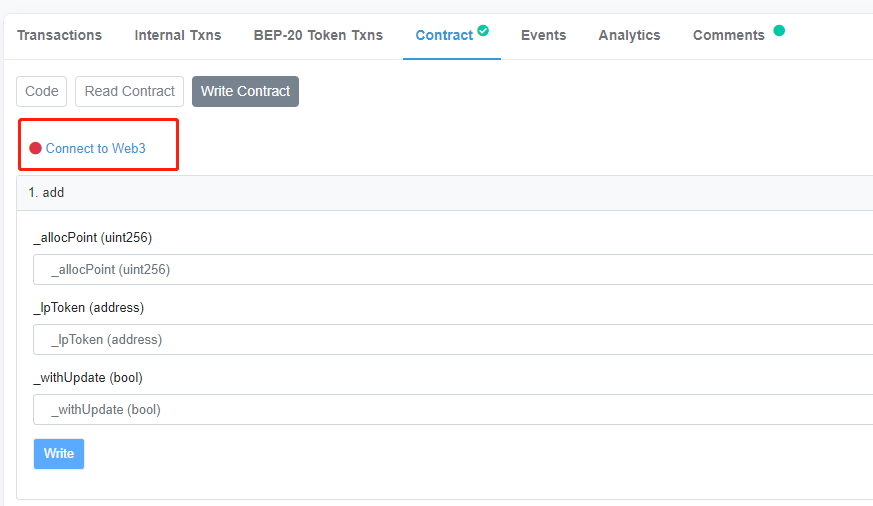 Transactions Internal Txns BEP-20 Token Txns Contract Events Analytics Comments
Code Read Contract Write Contract
Connect to Web3
1. add
_allocPoint (uint256)
_allocPoint (uint256)
_lpToken (address)
_lpToken (address)
_withUpdate (bool)
_withUpdate (bool)
Write